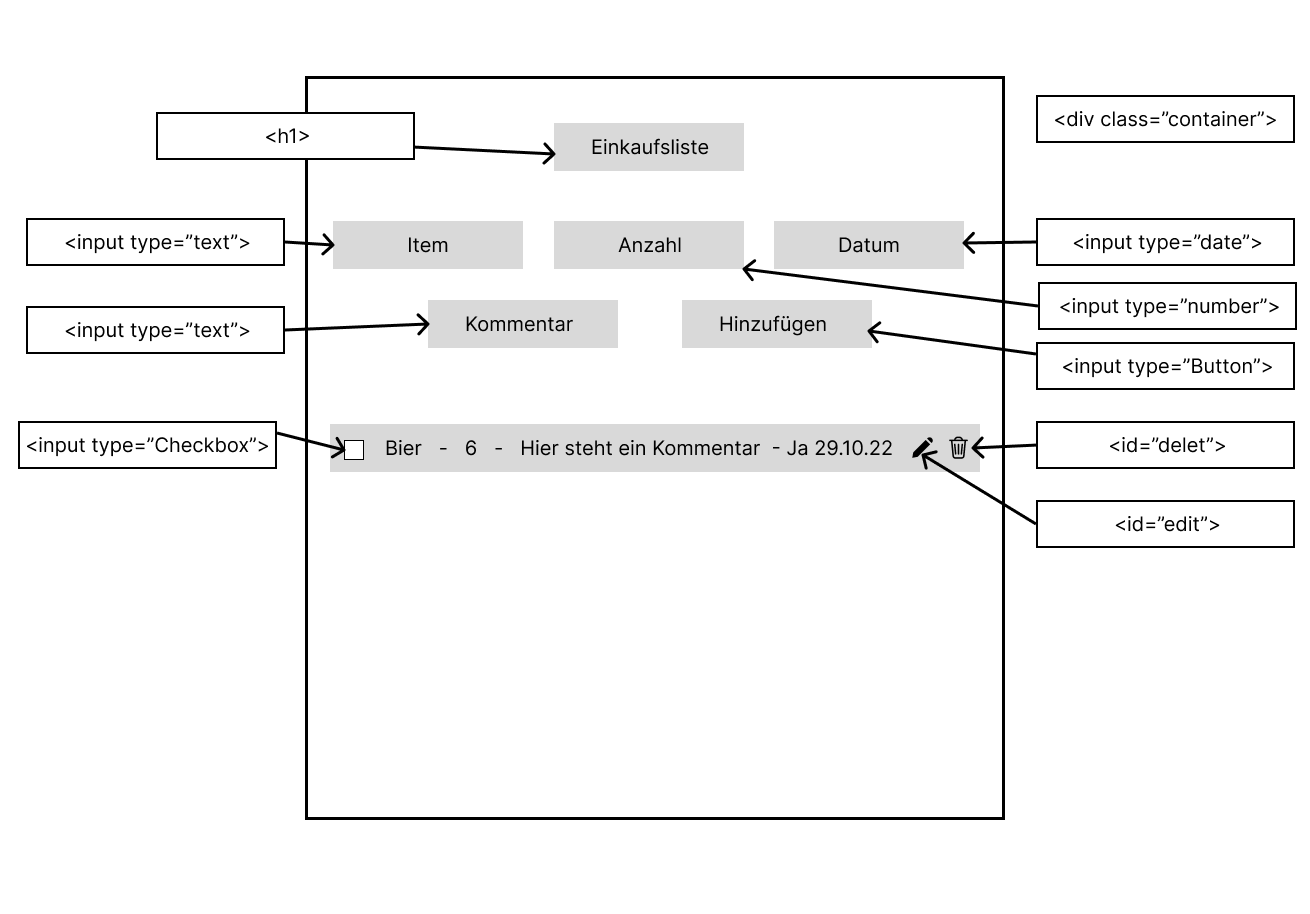 <div class=”container”>
<h1>
Einkaufsliste
<input type=”text”>
Item
Anzahl
Datum
<input type=”date”>
<input type=”number”>
<input type=”text”>
Kommentar
Hinzufügen
<input type=”Button”>
<input type=”Checkbox”>
Bier - 6 - Hier steht ein Kommentar - Ja 29.10.22
<id=”delet”>
<id=”edit”>